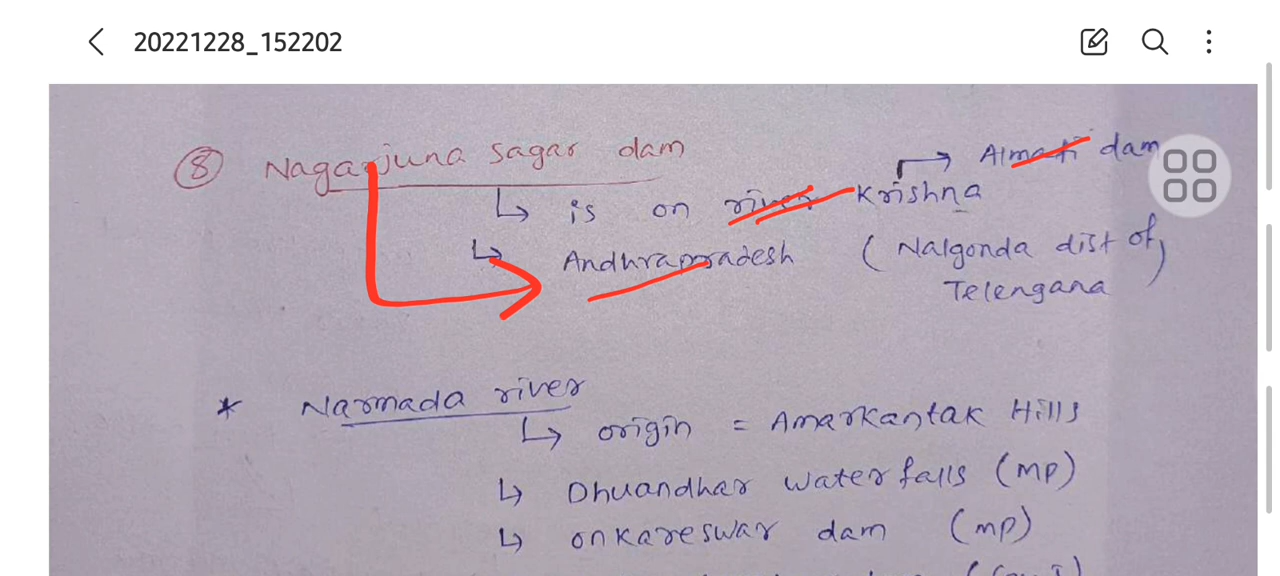 20221228_152202
8 Nagarjuna sagar dam
↳ is on river Krishna → Almati dam
↳ Andhrapradesh (Nalgonda dist of Telengana)
* Narmada river
↳ origin = Amarkantak Hills
↳ Dhuandhar waterfalls (MP)
↳ onkareswar dam (MP)